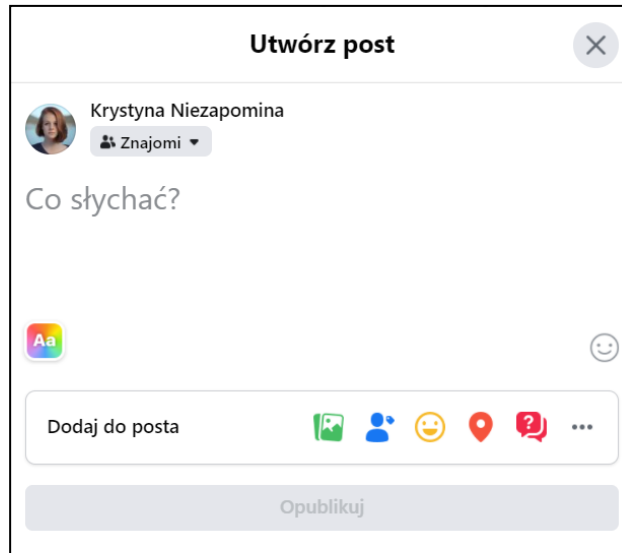 Utwórz post
Krystyna Niezapomina
Znajomi
Co słychać?
Aa
Dodaj do posta
?
Opublikuj